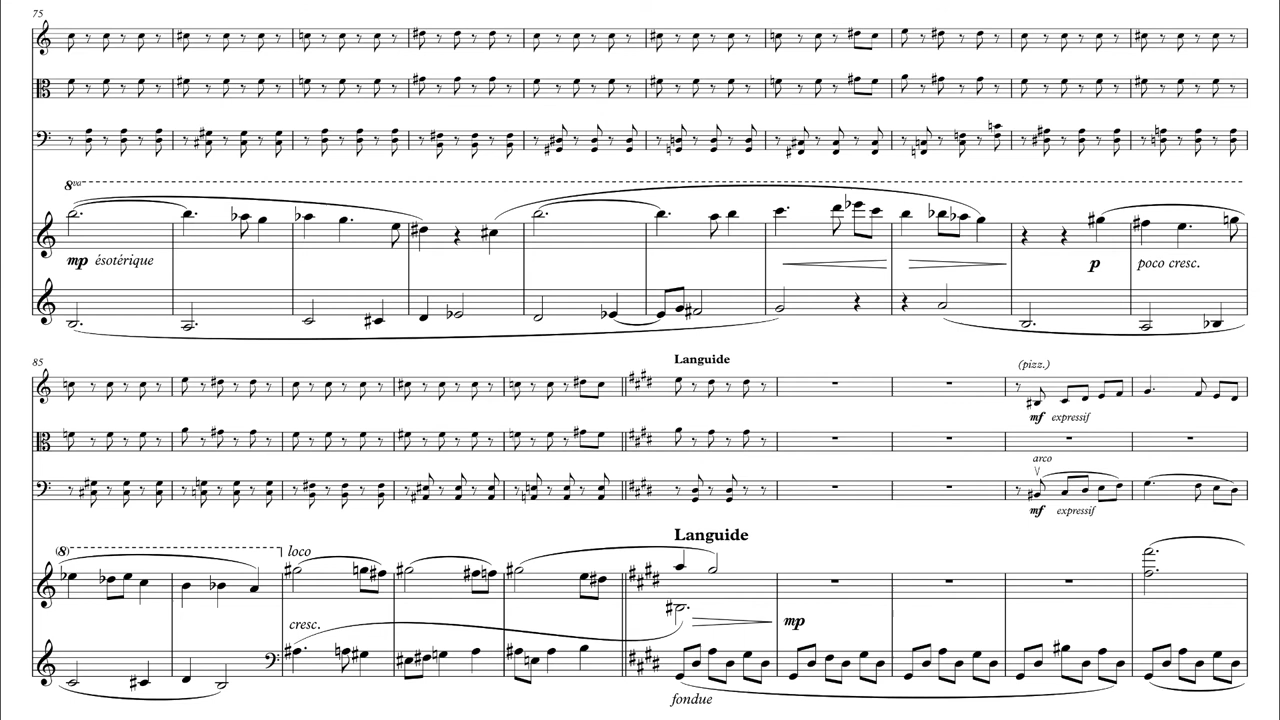 75
8va
mp ésotérique
p
poco cresc.
85
Languide
(pizz.)
mf expressif
arco
mf expressif
Languide
(8)
loco
cresc.
mp
fondue